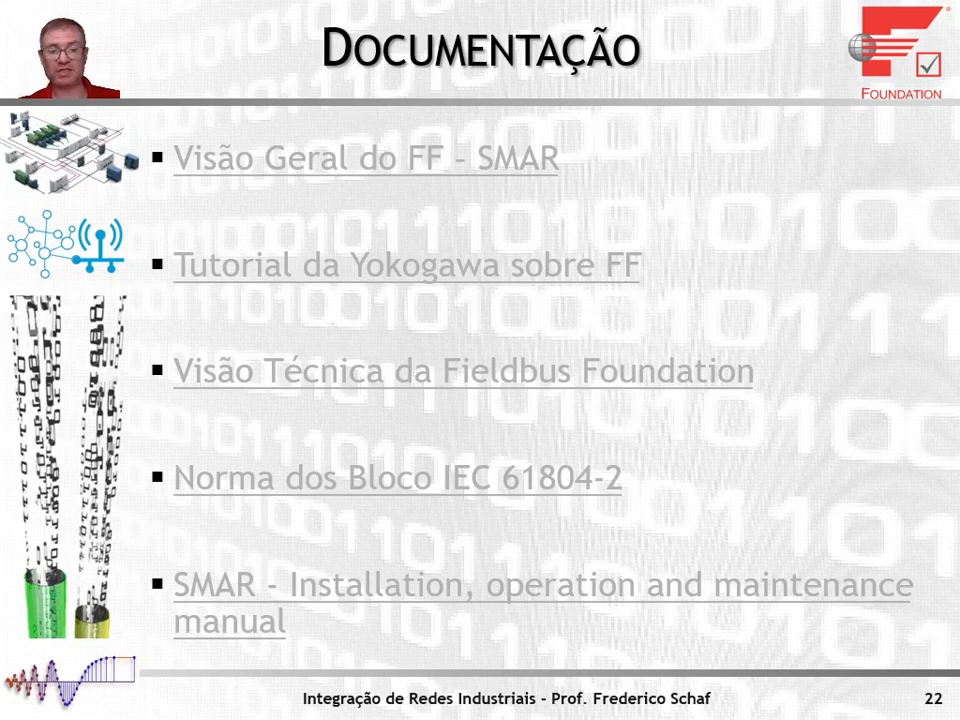 DOCUMENTAÇÃO
FOUNDATION
▪ Visão Geral do FF – SMAR
▪ Tutorial da Yokogawa sobre FF
▪ Visão Técnica da Fieldbus Foundation
▪ Norma dos Bloco IEC 61804-2
▪ SMAR - Installation, operation and maintenance
manual
Integração de Redes Industriais - Prof. Frederico Schaf
22